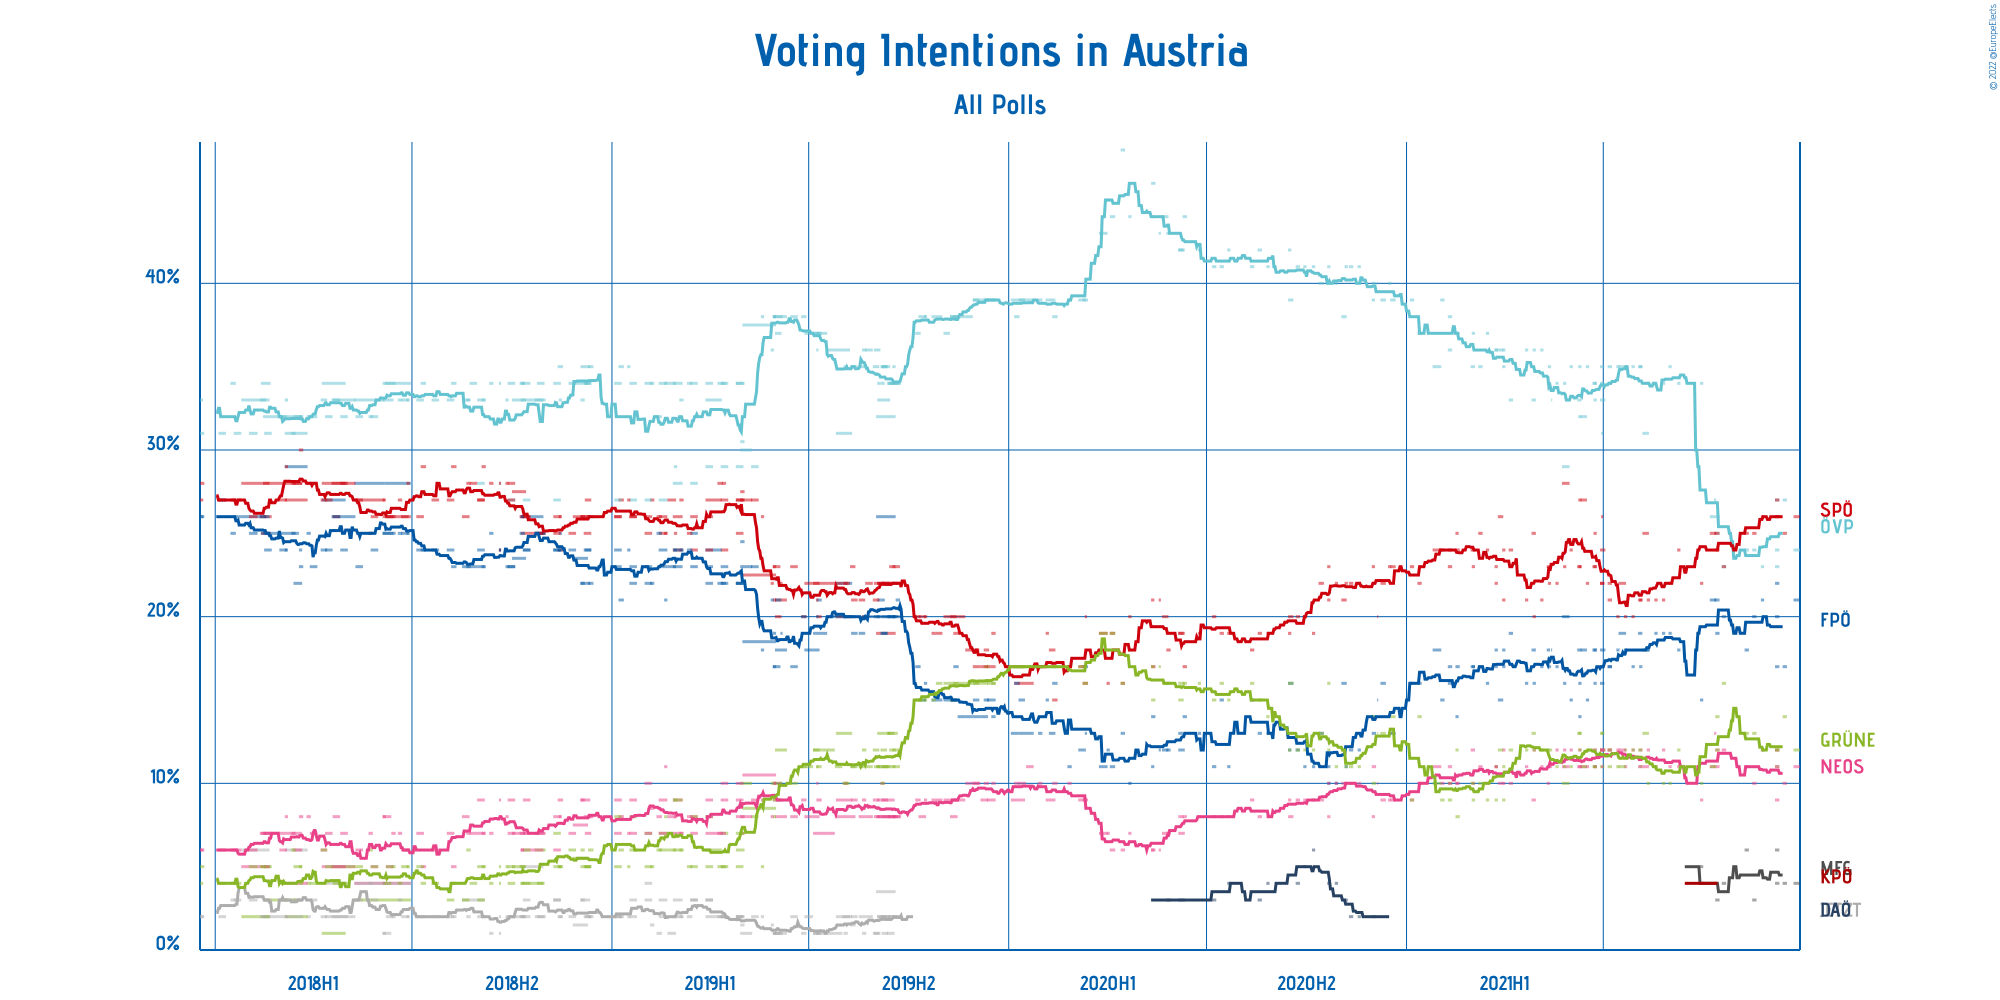 Voting Intentions in Austria
All Polls
© 2022 @EuropeElects
40%
30%
20%
10%
0%
SPÖ
ÖVP
FPÖ
GRÜNE
NEOS
MFG
KPÖ
DAÖ
2018H1
2018H2
2019H1
2019H2
2020H1
2020H2
2021H1